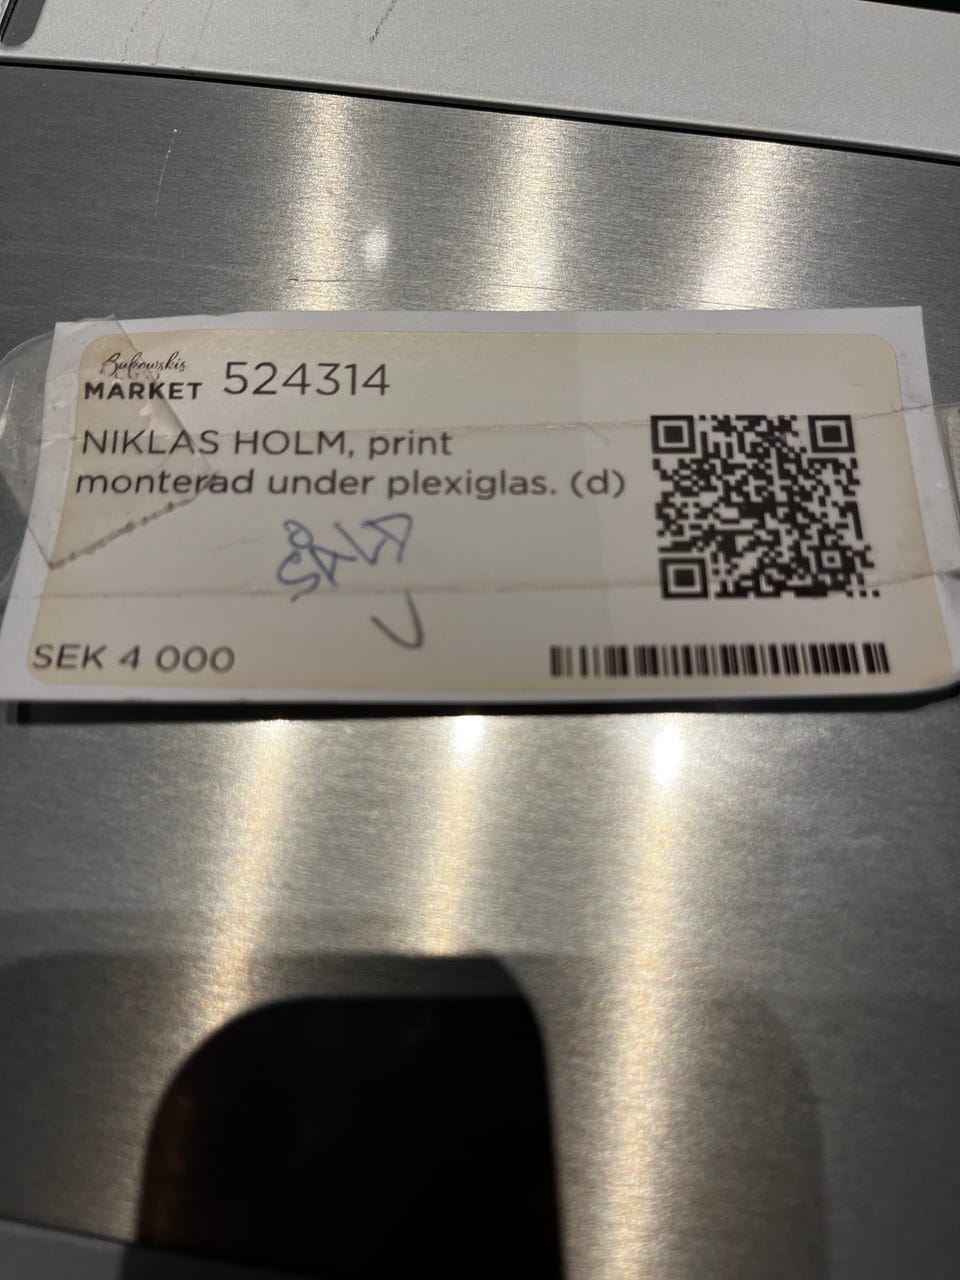 Bukowskis
MARKET 524314
NIKLAS HOLM, print
monterad under plexiglas. (d)
SEK 4 000